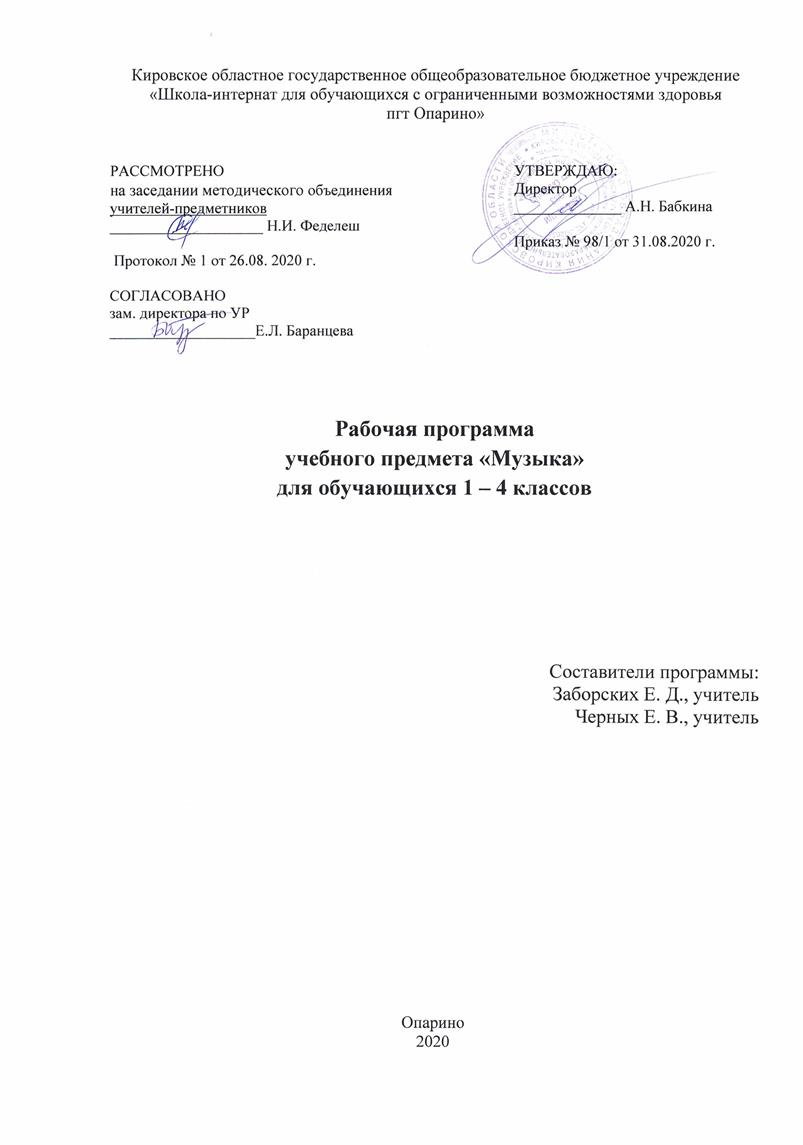 Кировское областное государственное общеобразовательное бюджетное учреждение
«Школа-интернат для обучающихся с ограниченными возможностями здоровья
пгт Опарино»
РАССМОТРЕНО
на заседании методического объединения
учителей-предметников
___________________ Н.И. Феделеш
Протокол № 1 от 26.08. 2020 г.
СОГЛАСОВАНО
зам. директора по УР
__________________Е.Л. Баранцева
УТВЕРЖДАЮ:
Директор
_____________ А.Н. Бабкина
Приказ № 98/1 от 31.08.2020 г.
Рабочая программа
учебного предмета «Музыка»
для обучающихся 1 – 4 классов
Составители программы:
Заборских Е. Д., учитель
Черных Е. В., учитель
Опарино
2020